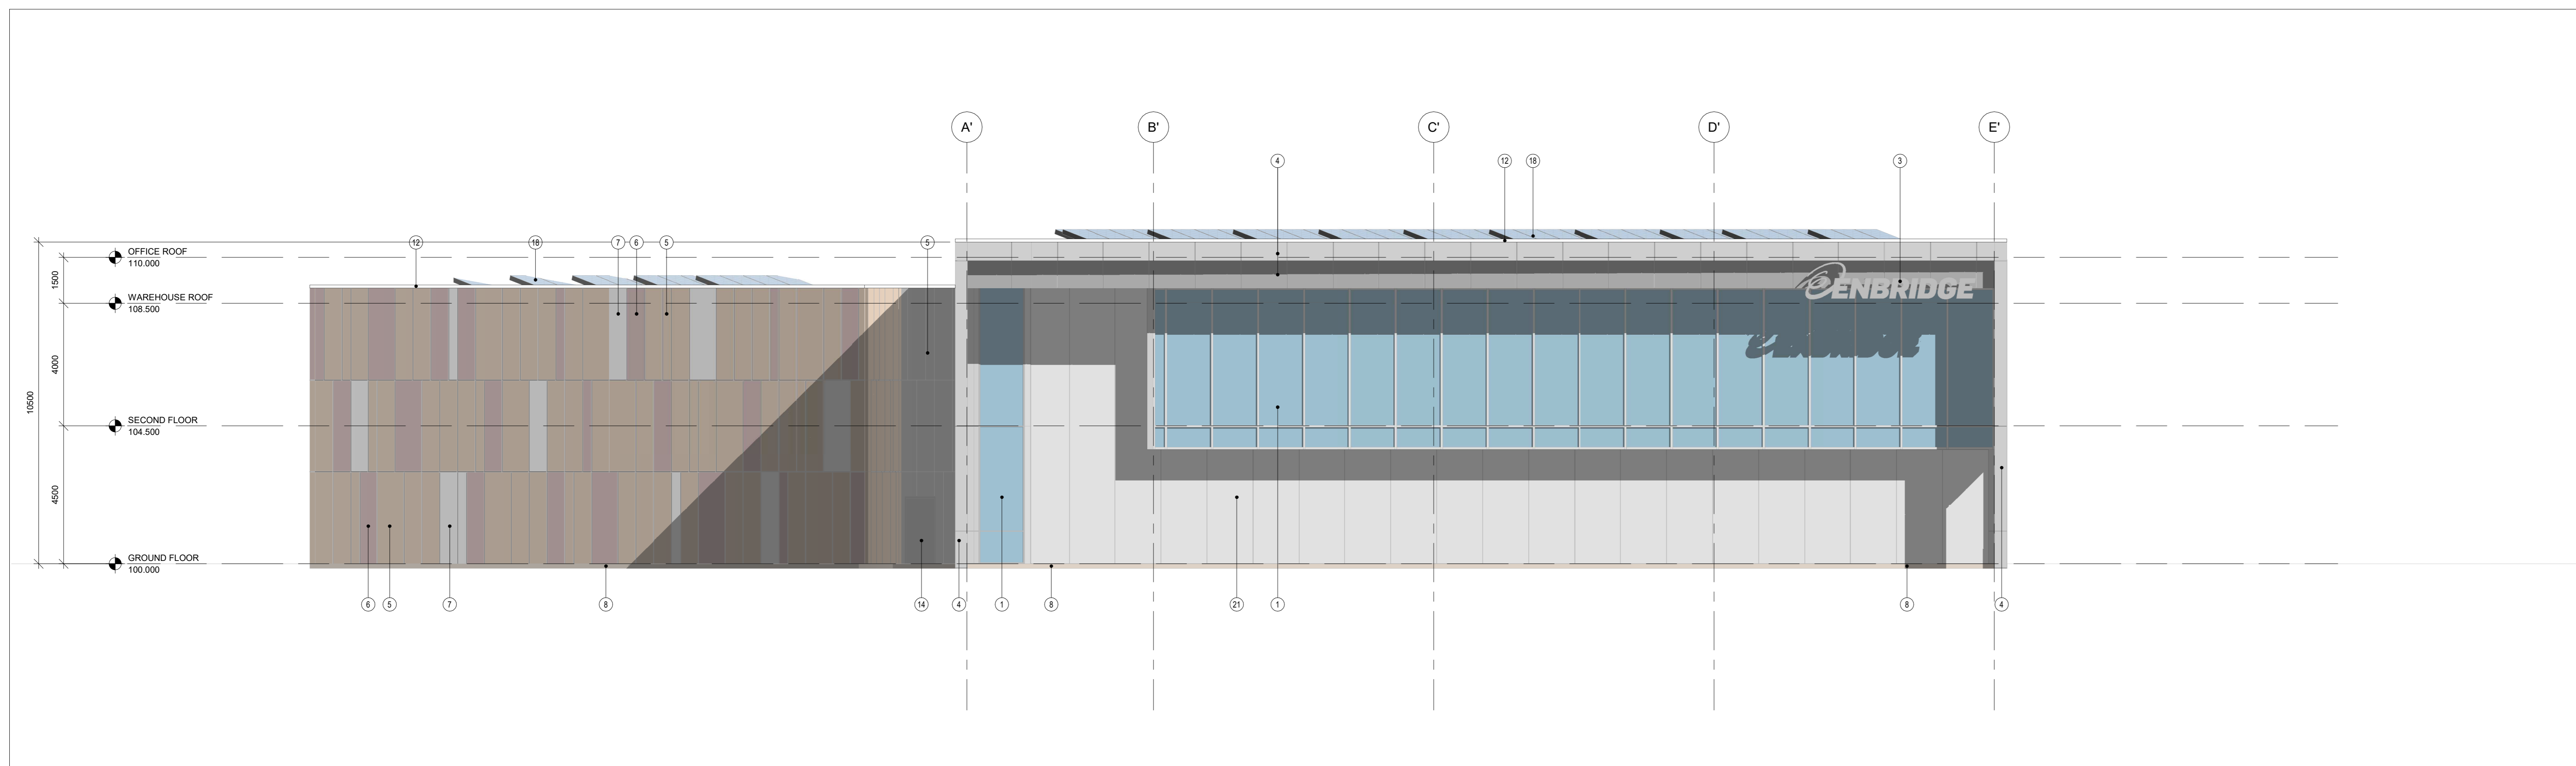 A' B' C' D' E'
4 12 18 3
12 18 7 6 5 5
OFFICE ROOF
110.000
1500
WAREHOUSE ROOF
108.500
ENBRIDGE
4000
10500
SECOND FLOOR
104.500
4500
GROUND FLOOR
100.000
6 5 7 8 14 4 1 8 21 1 8 4